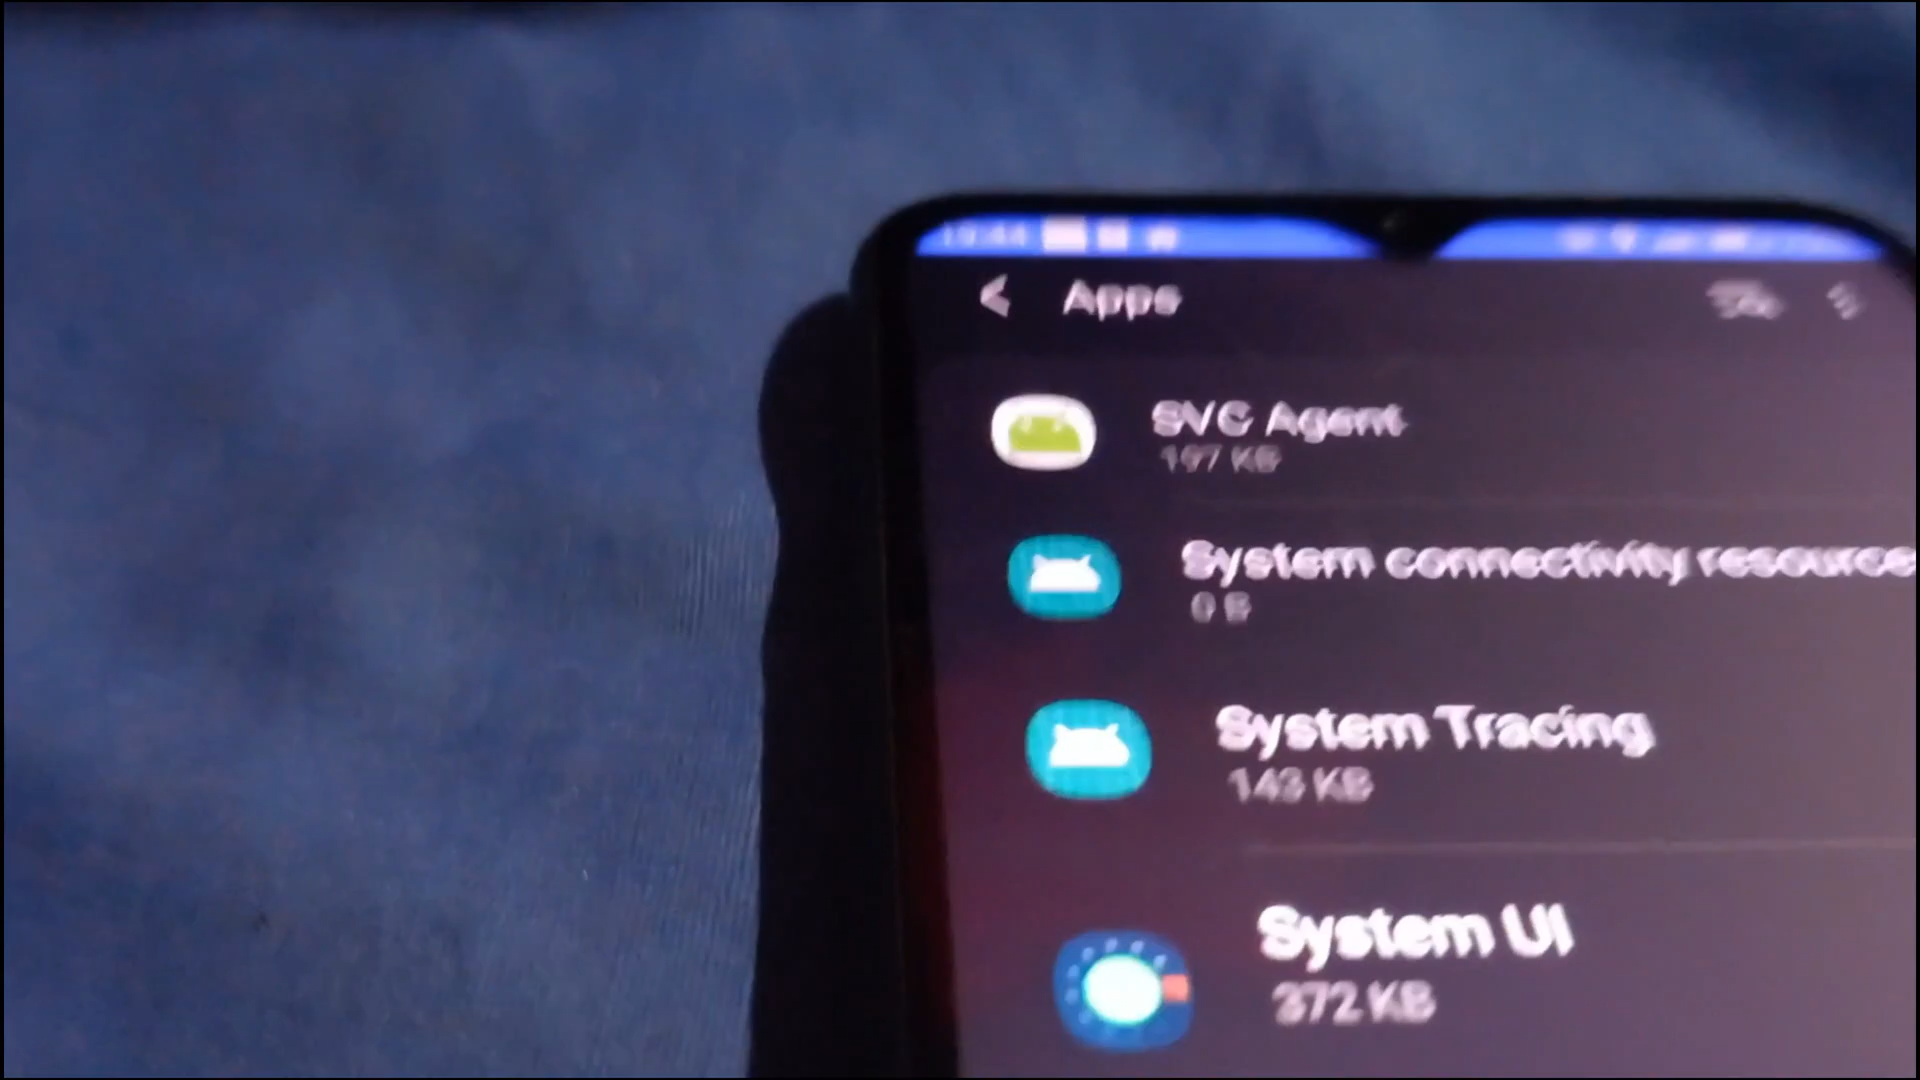 Apps
SVC Agent
197 KB
System connectivity resource
0 B
System Tracing
143 KB
System UI
372 KB